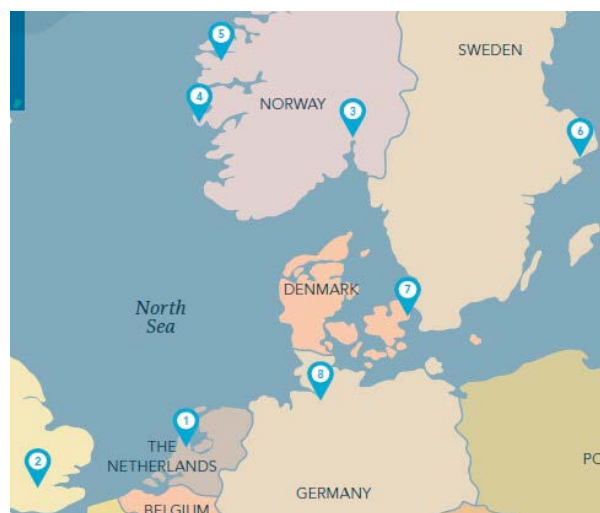 5
SWEDEN
4
NORWAY
3
6
DENMARK
7
North
Sea
8
1
THE
NETHERLANDS
2
PO
GERMANY
BELGIUM